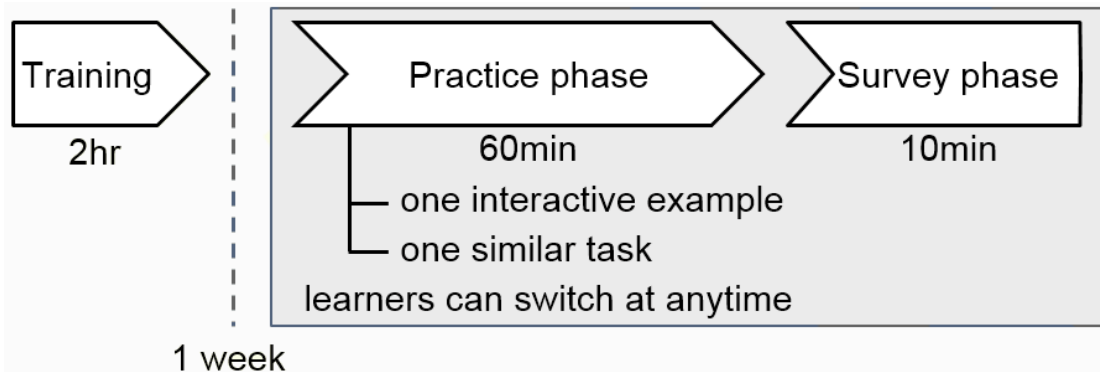 Training
2hr
1 week
Practice phase
60min
one interactive example
one similar task
learners can switch at anytime
Survey phase
10min